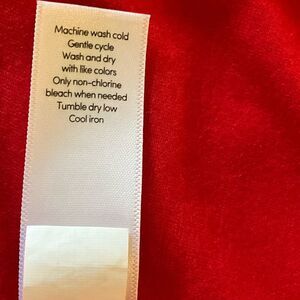 Machine wash cold
Gentle cycle
Wash and dry
with like colors
Only non-chlorine
bleach when needed
Tumble dry low
Cool iron